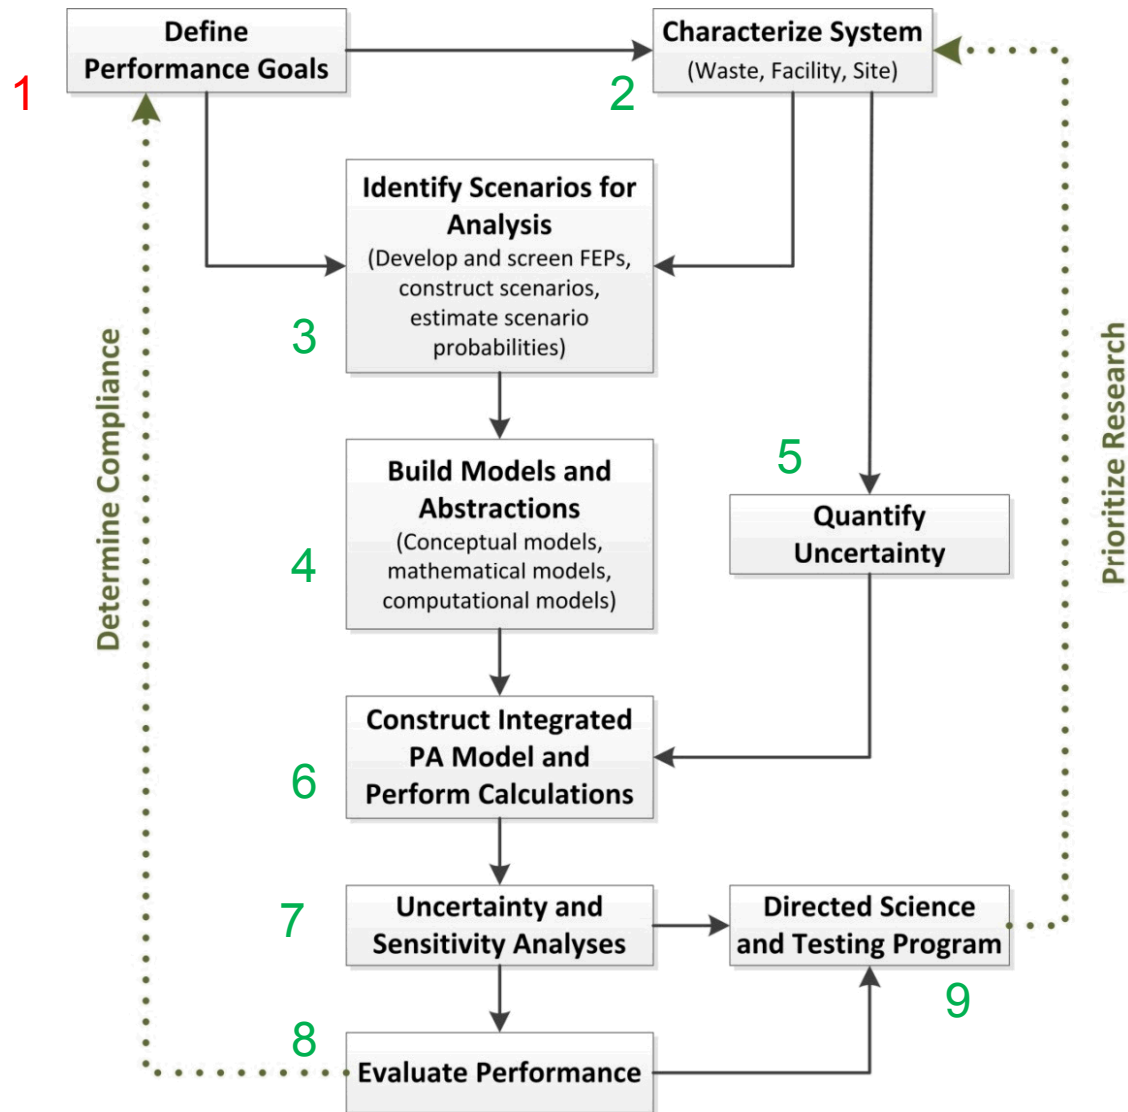 Define
Performance Goals
1
Characterize System
(Waste, Facility, Site)
2
Identify Scenarios for
Analysis
(Develop and screen FEPs,
construct scenarios,
estimate scenario
probabilities)
3
Build Models and
Abstractions
(Conceptual models,
mathematical models,
computational models)
4
5
Quantify
Uncertainty
Construct Integrated
PA Model and
Perform Calculations
6
7
Uncertainty and
Sensitivity Analyses
Directed Science
and Testing Program
9
8
Evaluate Performance
Determine Compliance
Prioritize Research